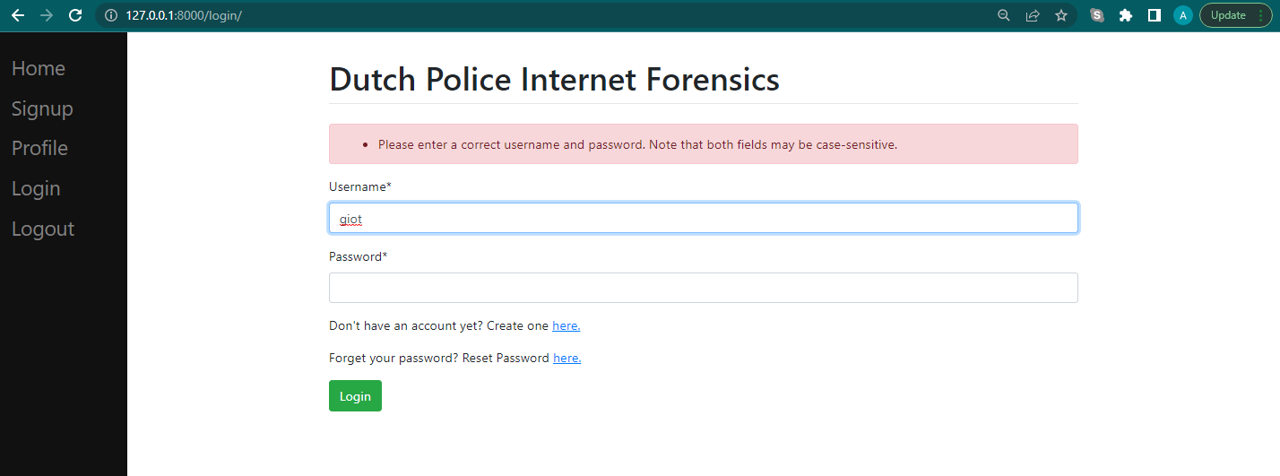 127.0.0.1:8000/login/
A
Update
Home
Signup
Profile
Login
Logout
Dutch Police Internet Forensics
Please enter a correct username and password. Note that both fields may be case-sensitive.
Username*
giot
Password*
Don't have an account yet? Create one here.
Forget your password? Reset Password here.
Login